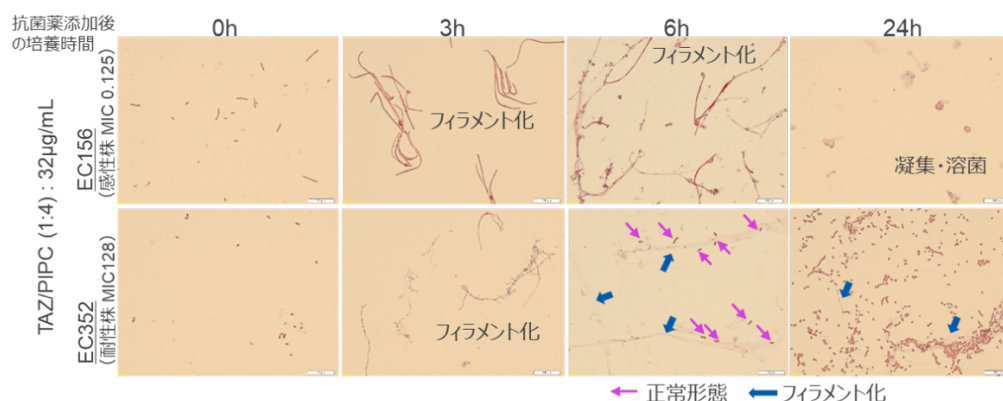 抗菌薬添加後
の培養時間
0h
3h
6h
24h
TAZ/PIPC (1:4) : 32μg/mL
EC156
(感性株 MIC 0.125)
フィラメント化
フィラメント化
凝集・溶菌
EC352
(耐性株 MIC128)
フィラメント化
正常形態
フィラメント化